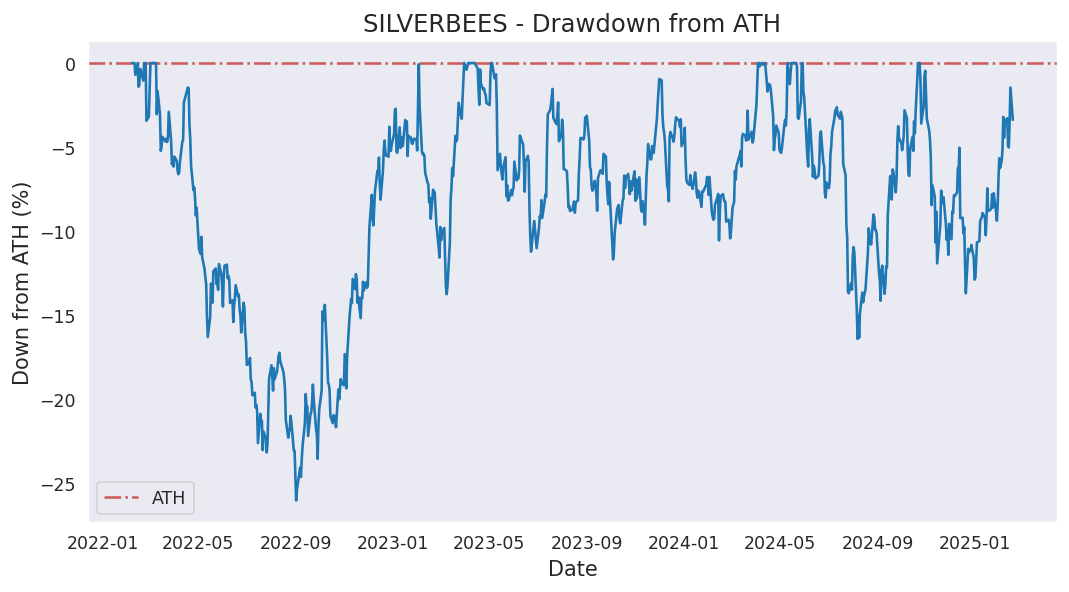 SILVERBEES - Drawdown from ATH
Down from ATH (%)
0
−5
−10
−15
−20
−25
ATH
2022-01 2022-05 2022-09 2023-01 2023-05 2023-09 2024-01 2024-05 2024-09 2025-01
Date